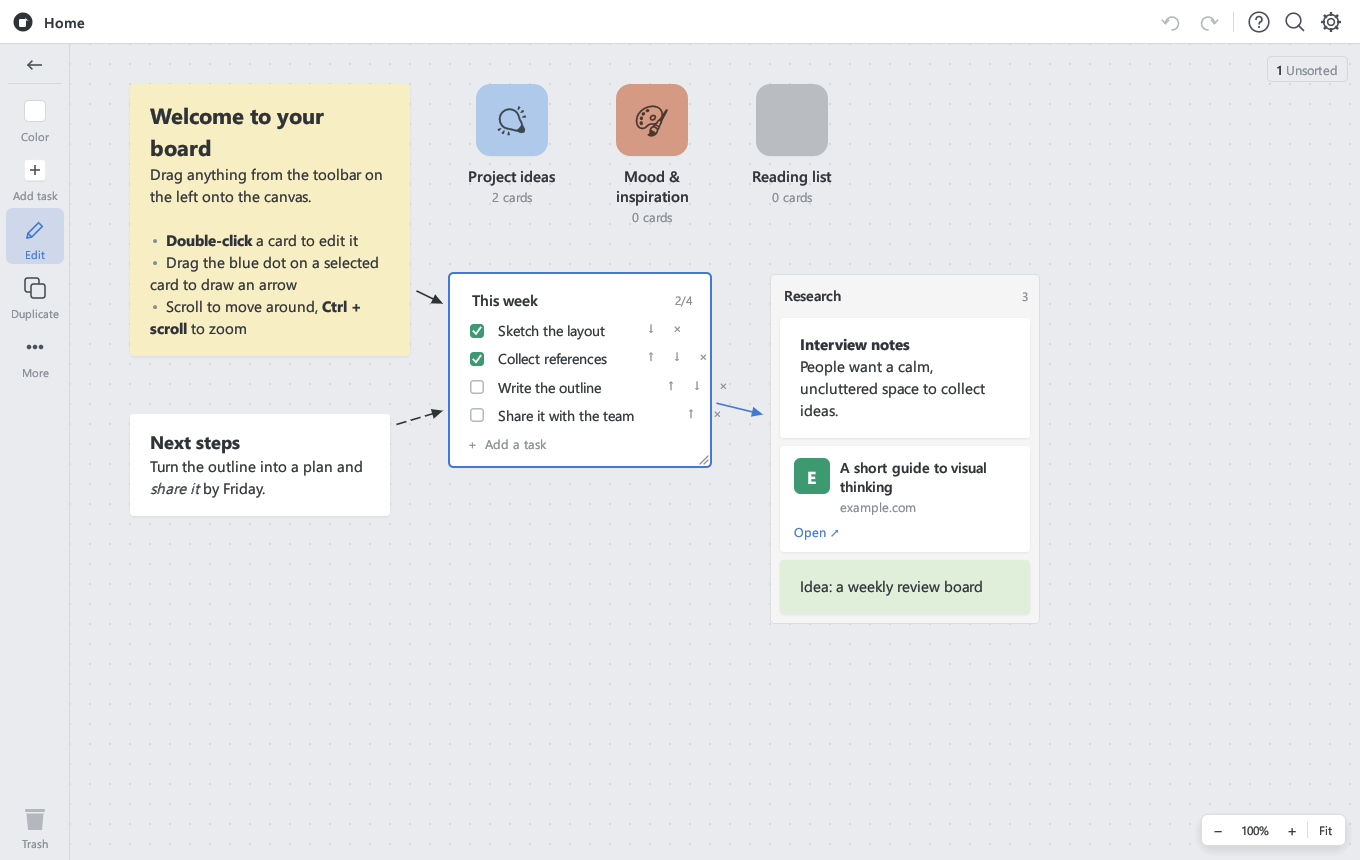 Home
1 Unsorted
Color
Add task
Edit
Duplicate
More
Trash
Welcome to your
board
Drag anything from the toolbar on
the left onto the canvas.
• Double-click a card to edit it
• Drag the blue dot on a selected
card to draw an arrow
• Scroll to move around, Ctrl +
scroll to zoom
Next steps
Turn the outline into a plan and
share it by Friday.
Project ideas
2 cards
Mood &
inspiration
0 cards
Reading list
0 cards
This week 2/4
Sketch the layout ↓ ×
Collect references ↑ ↓ ×
Write the outline ↑ ↓ ×
Share it with the team ↑ ×
+ Add a task
Research 3
Interview notes
People want a calm,
uncluttered space to collect
ideas.
E
A short guide to visual
thinking
example.com
Open ↗
Idea: a weekly review board
− 100% + Fit